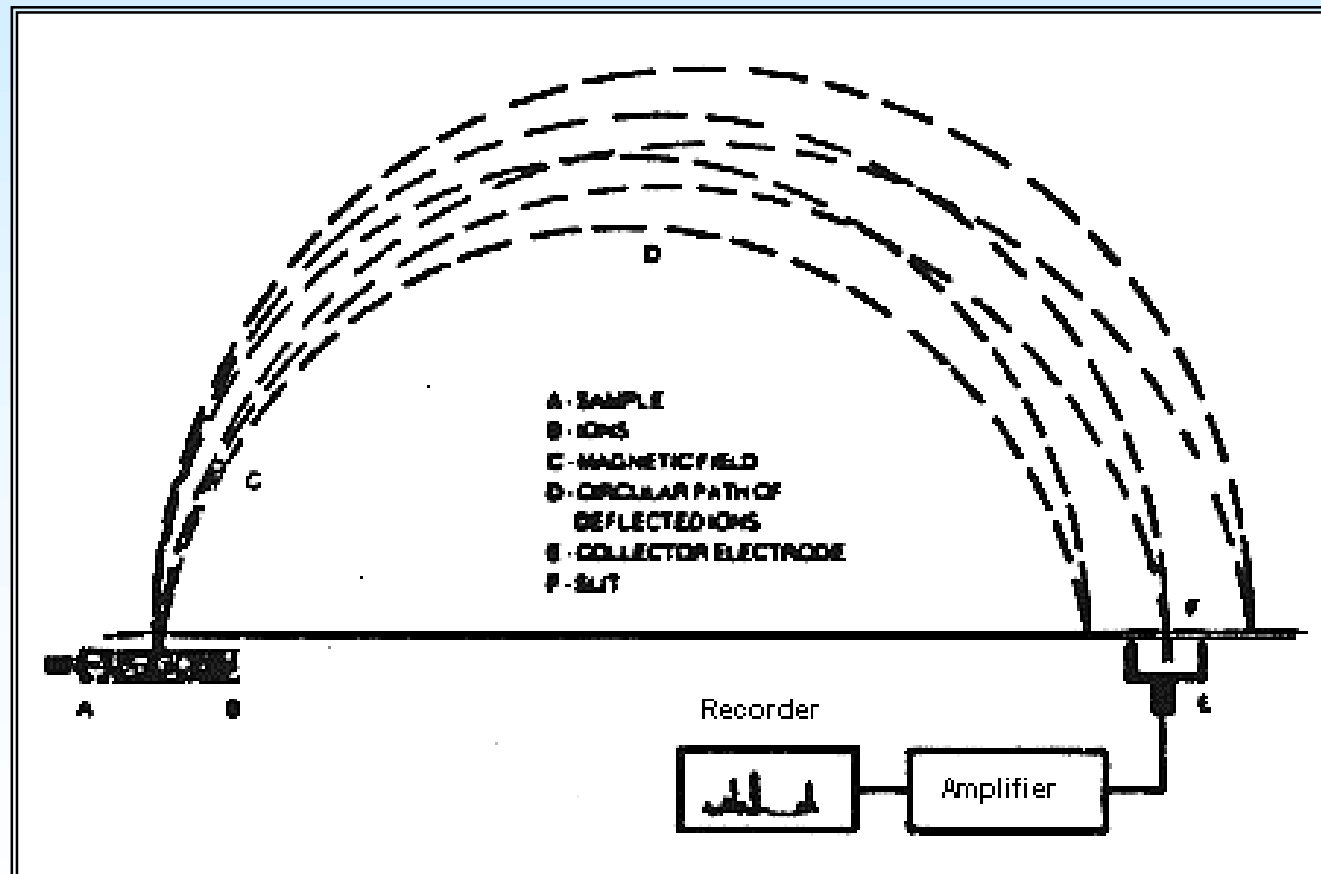 D
C
A - SAMPLE
B - IONS
C - MAGNETIC FIELD
D - CIRCULAR PATH OF
DEFLECTED IONS
E - COLLECTOR ELECTRODE
F - SLIT
F
A
B
E
Recorder
Amplifier